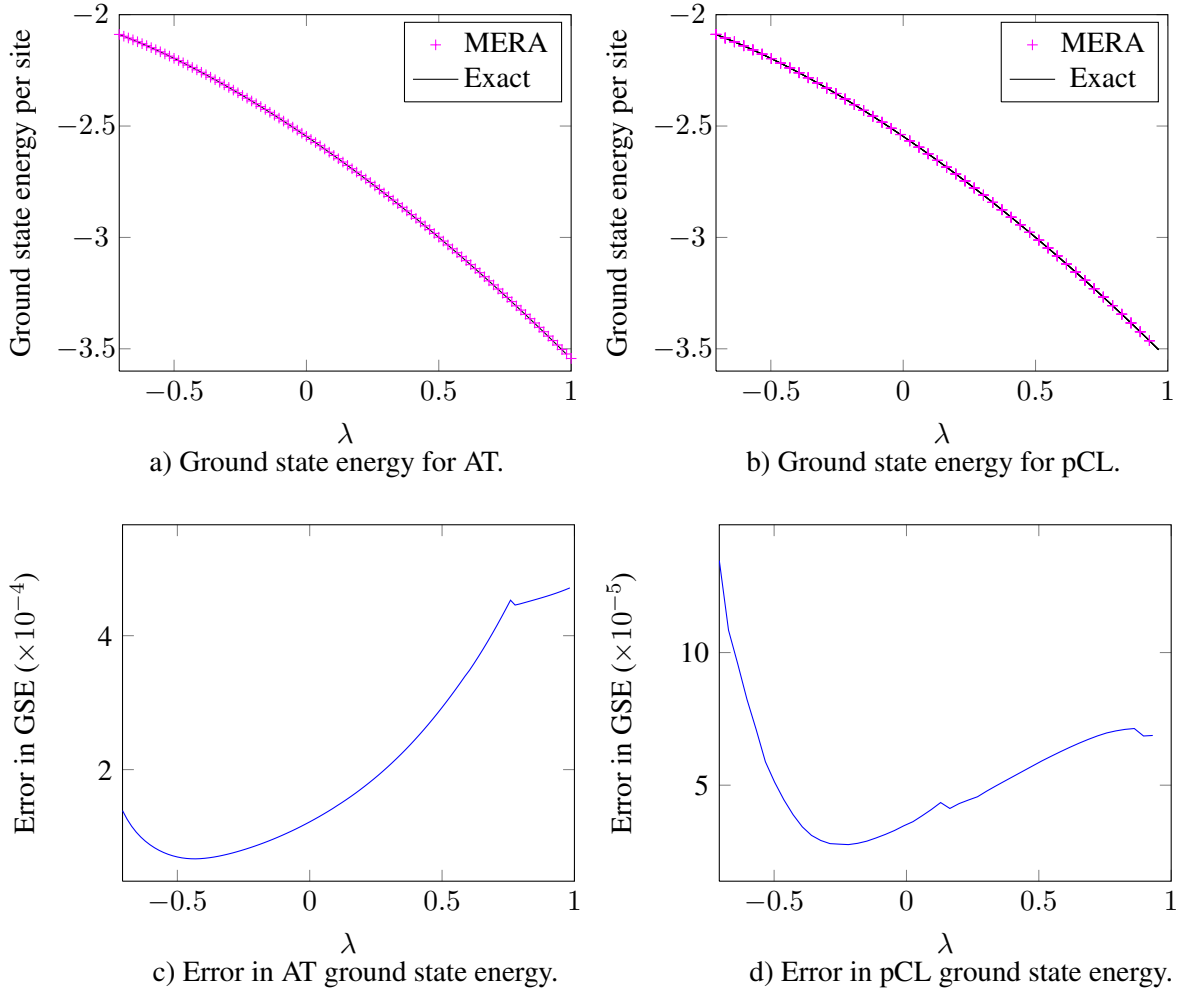 Ground state energy per site
−2
−2.5
−3
−3.5
−0.5
0
0.5
1
λ
MERA
Exact
a) Ground state energy for AT.
Ground state energy per site
−2
−2.5
−3
−3.5
−0.5
0
0.5
1
λ
MERA
Exact
b) Ground state energy for pCL.
Error in GSE (×10⁻⁴)
4
2
−0.5
0
0.5
1
λ
c) Error in AT ground state energy.
Error in GSE (×10⁻⁵)
10
5
−0.5
0
0.5
1
λ
d) Error in pCL ground state energy.